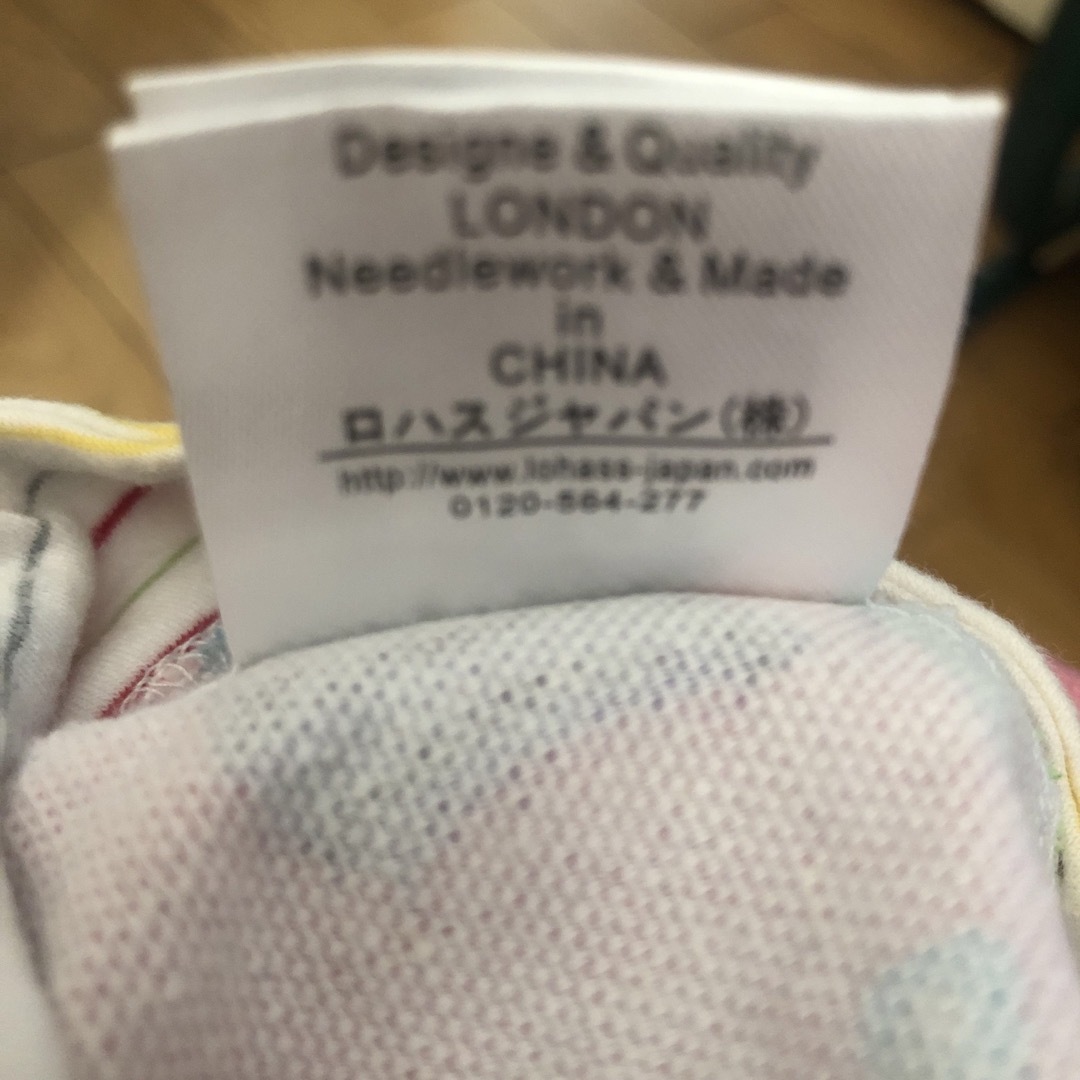 Designe & Quality
LONDON
Needlework & Made
in
CHINA
ロハスジャパン(株)
http://www.lohass-japan.com
0120-564-277